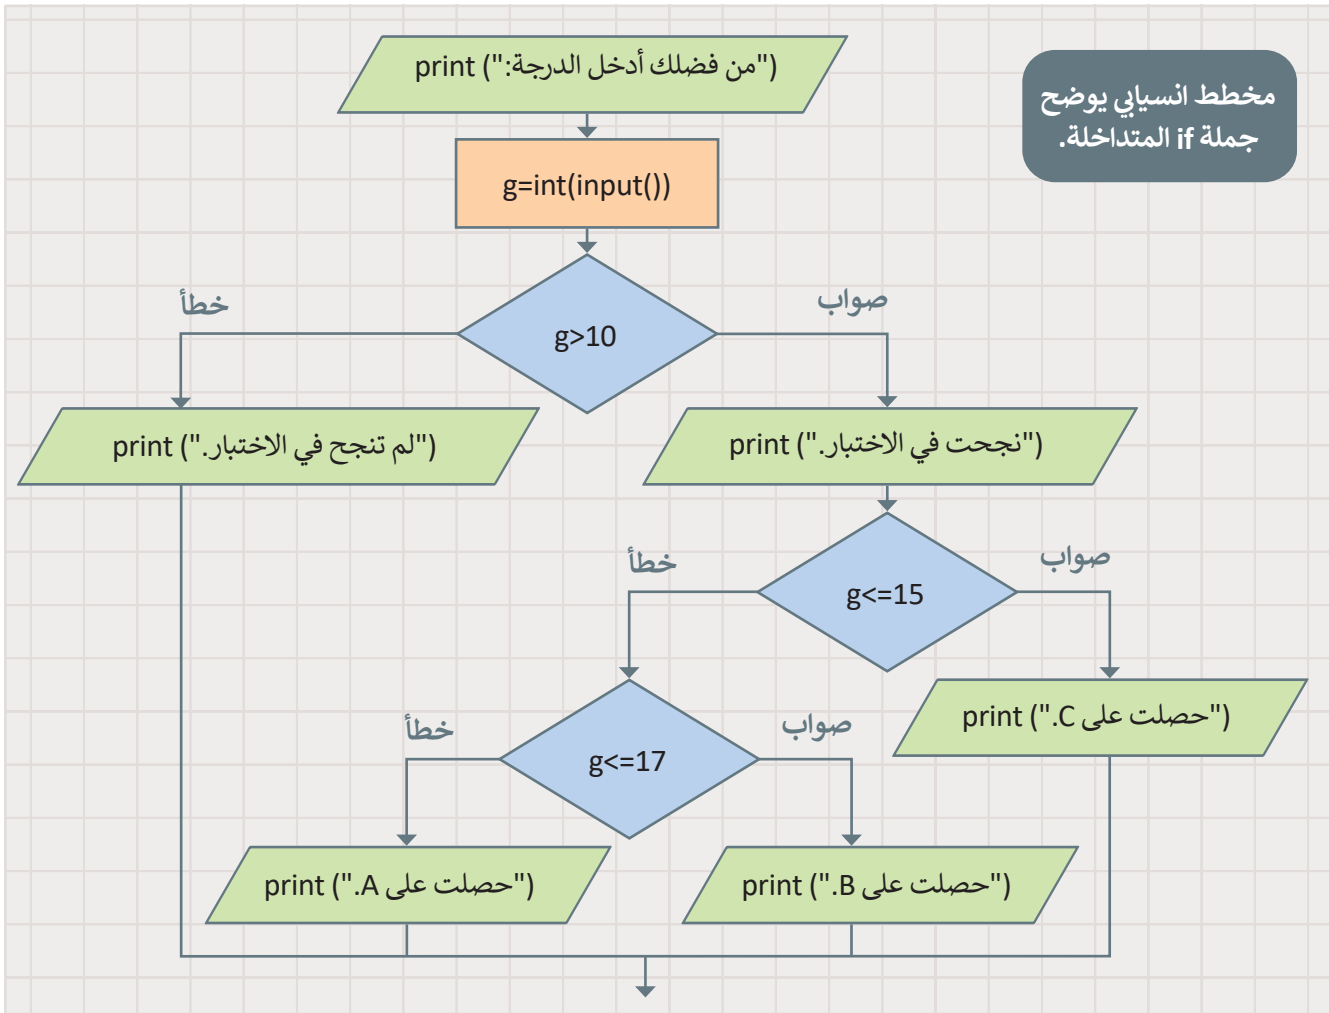 print ("من فضلك أدخل الدرجة:")
مخطط انسيابي يوضح
جملة if المتداخلة.
g=int(input())
خطأ
صواب
g>10
print ("لم تنجح في الاختبار.")
print ("نجحت في الاختبار.")
خطأ
صواب
g<=15
print ("حصلت على C.")
خطأ
صواب
g<=17
print ("حصلت على A.")
print ("حصلت على B.")